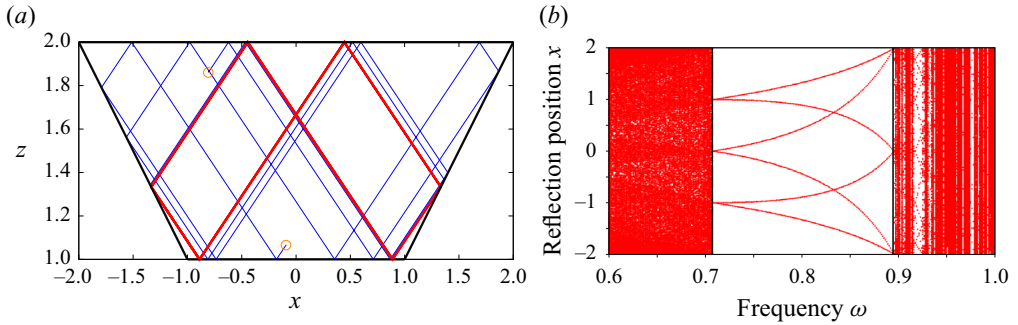 (a)
(b)
2.0
1.8
1.6
1.4
1.2
1.0
z
−2.0 −1.5 −1.0 −0.5 0 0.5 1.0 1.5 2.0
x
Reflection position x
2
1
0
−1
−2
0.6 0.7 0.8 0.9 1.0
Frequency ω